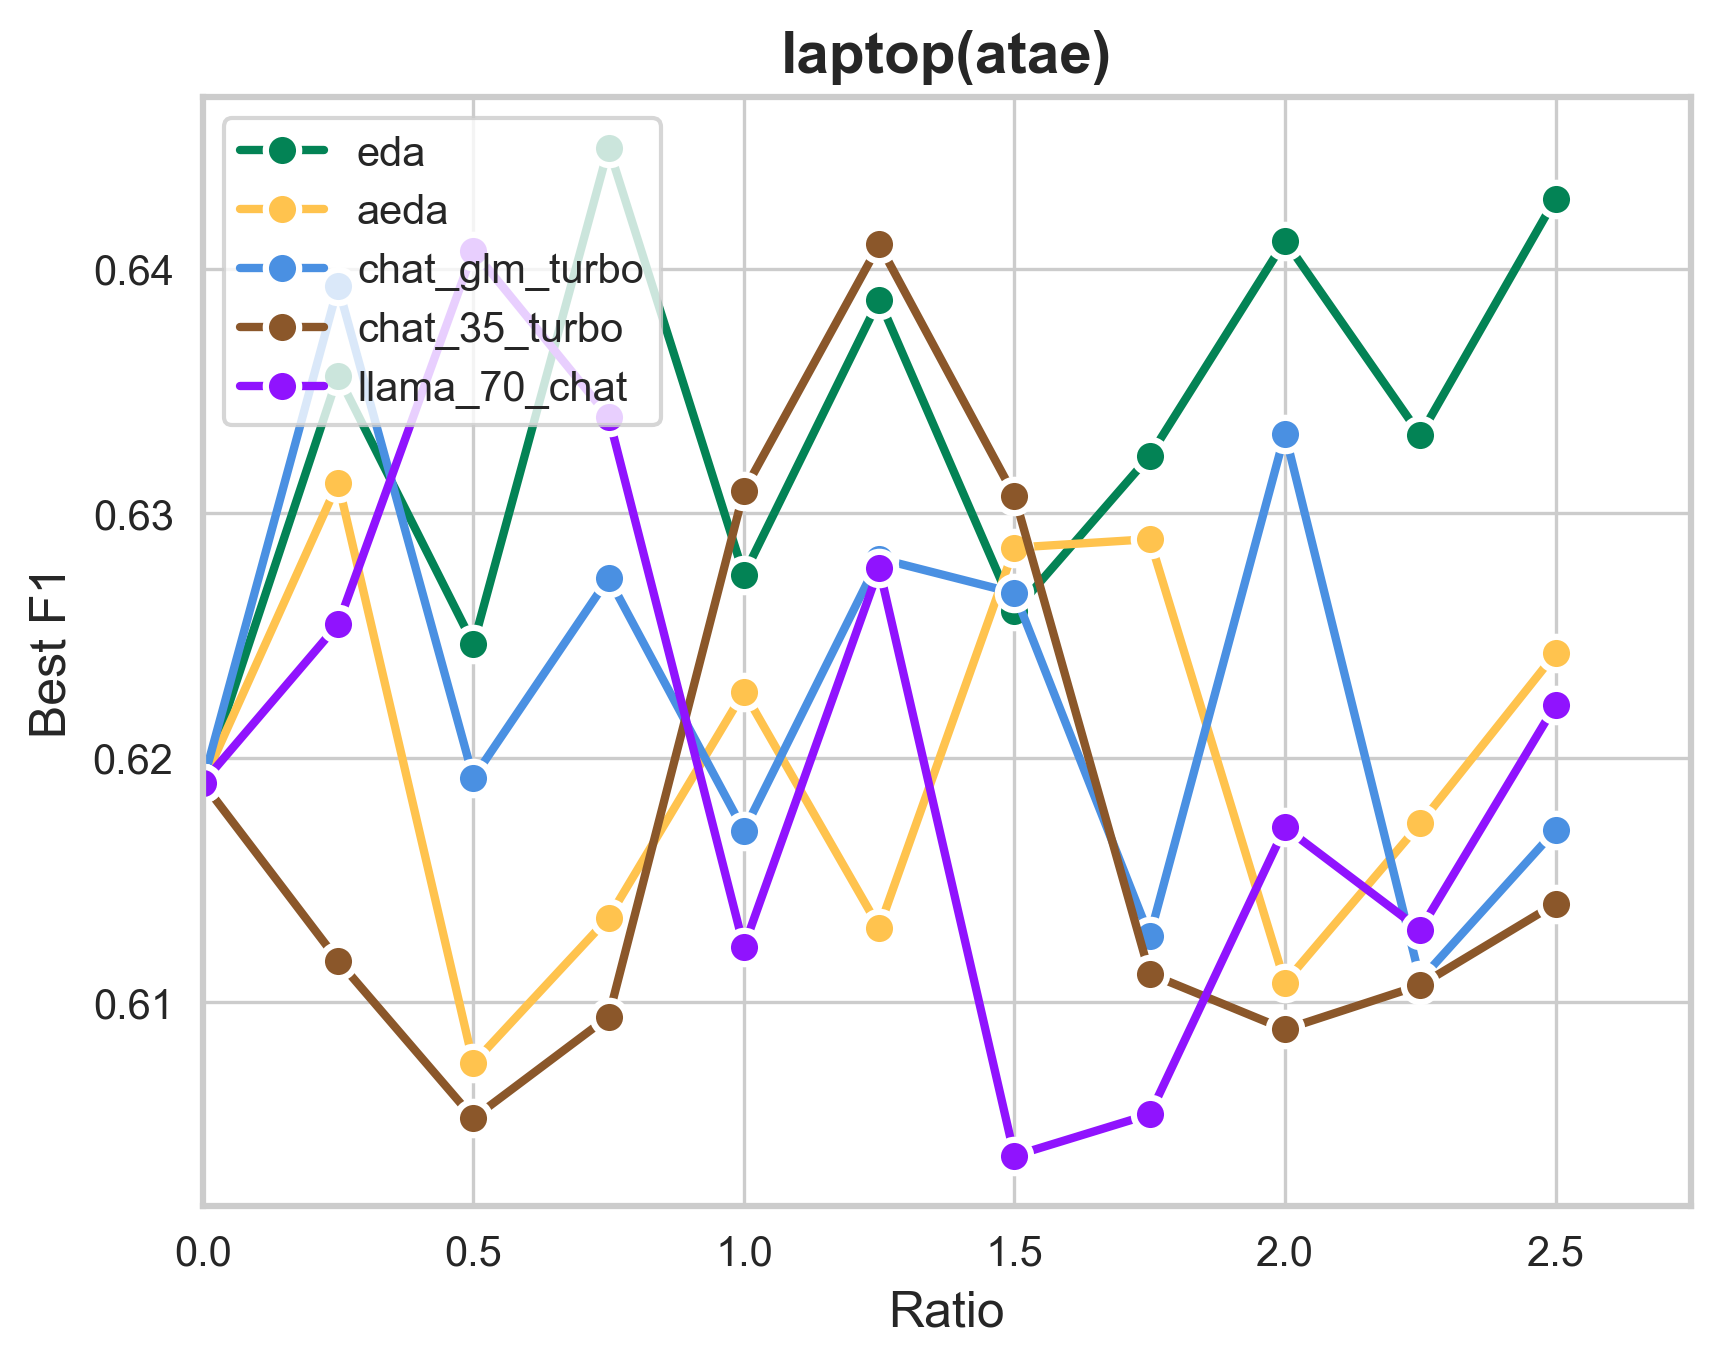 laptop(atae)
eda
aeda
chat_glm_turbo
chat_35_turbo
llama_70_chat
Best F1
0.64
0.63
0.62
0.61
0.0 0.5 1.0 1.5 2.0 2.5
Ratio